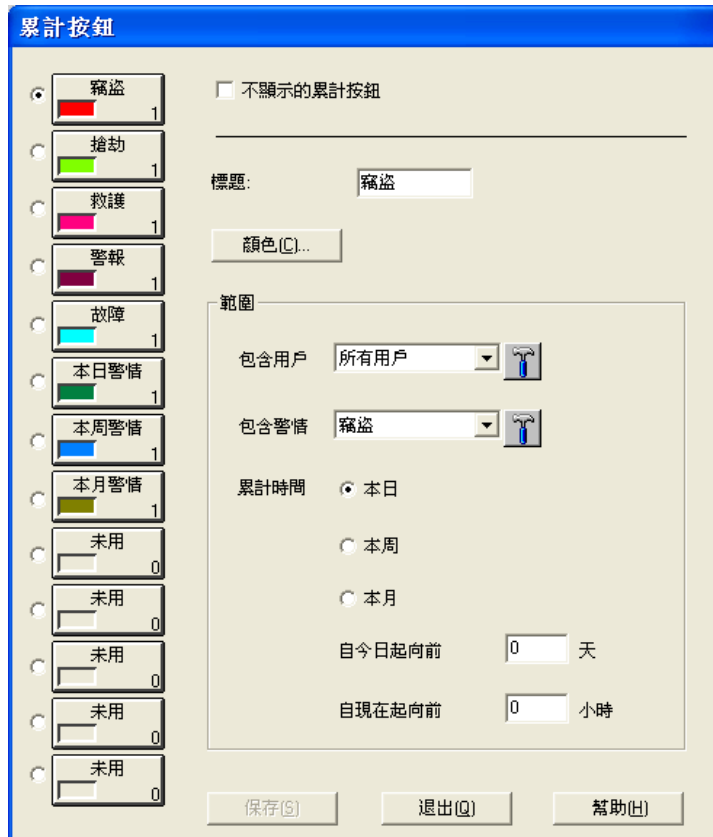 累計按鈕
竊盜
1
搶劫
1
救護
1
警報
1
故障
1
本日警情
1
本周警情
1
本月警情
1
未用
0
未用
0
未用
0
未用
0
未用
0
不顯示的累計按鈕
標題: 竊盜
顏色(C)...
範圍
包含用戶 所有用戶
包含警情 竊盜
累計時間 本日
本周
本月
自今日起向前 0 天
自現在起向前 0 小時
保存(S) 退出(Q) 幫助(H)